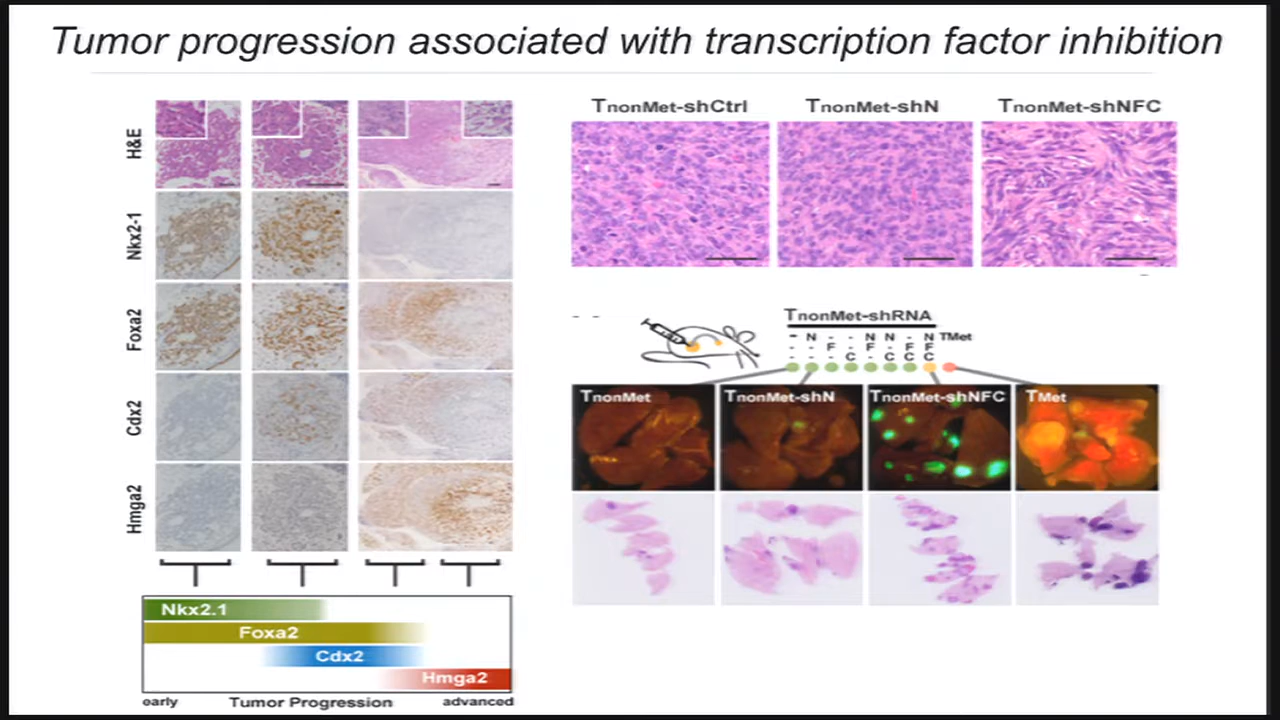 Tumor progression associated with transcription factor inhibition
H&E
Nkx2-1
Foxa2
Cdx2
Hmga2
Nkx2.1
Foxa2
Cdx2
Hmga2
early Tumor Progression advanced
TnonMet-shCtrl TnonMet-shN TnonMet-shNFC
TnonMet-shRNA
- N - - N N - N TMet
- - F - F - F F
- - - C - C C C
TnonMet TnonMet-shN TnonMet-shNFC TMet